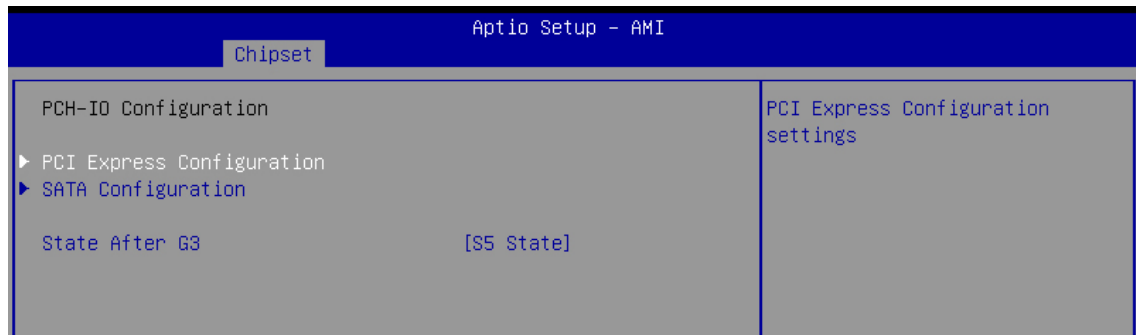 Aptio Setup – AMI
Chipset
PCH-IO Configuration
PCI Express Configuration
SATA Configuration
State After G3 [S5 State]
PCI Express Configuration
settings